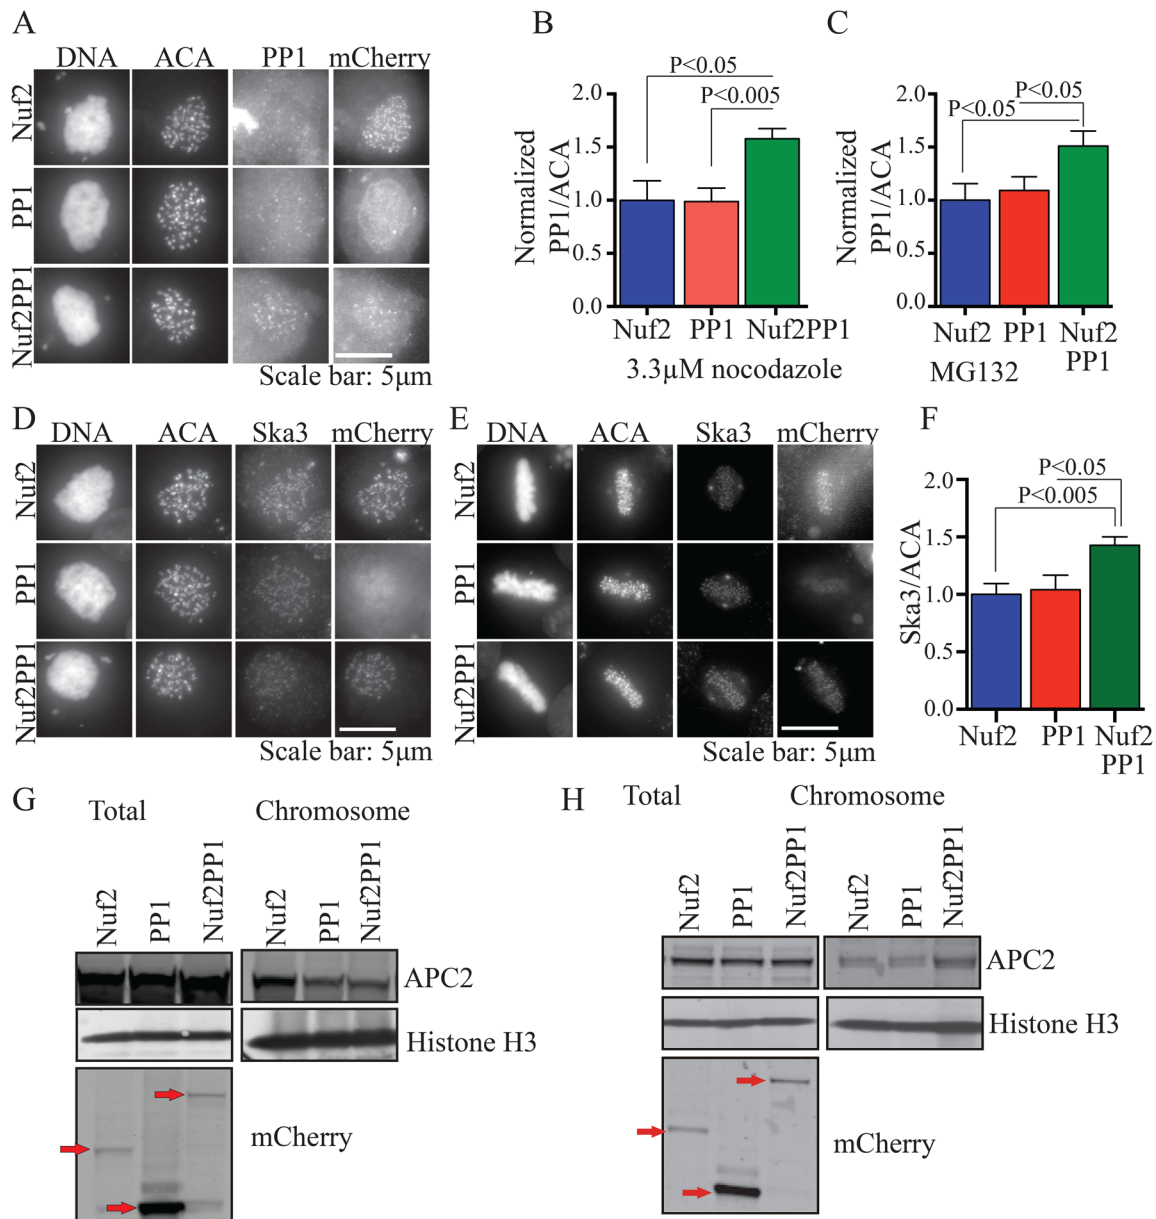 A
DNA ACA PP1 mCherry
Nuf2
PP1
Nuf2PP1
Scale bar: 5µm
B
P<0.05
P<0.005
Normalized
PP1/ACA
2.0
1.5
1.0
0.5
0.0
Nuf2 PP1 Nuf2PP1
3.3µM nocodazole
C
P<0.05
P<0.05
Normalized
PP1/ACA
2.0
1.5
1.0
0.5
0.0
Nuf2 PP1 Nuf2
PP1
MG132
D
DNA ACA Ska3 mCherry
Nuf2
PP1
Nuf2PP1
Scale bar: 5µm
E
DNA ACA Ska3 mCherry
Nuf2
PP1
Nuf2PP1
Scale bar: 5µm
F
P<0.05
P<0.005
Ska3/ACA
2.0
1.5
1.0
0.5
0.0
Nuf2 PP1 Nuf2
PP1
G
Total Chromosome
Nuf2 PP1 Nuf2PP1 Nuf2 PP1 Nuf2PP1
APC2
Histone H3
mCherry
H
Total Chromosome
Nuf2 PP1 Nuf2PP1 Nuf2 PP1 Nuf2PP1
APC2
Histone H3
mCherry